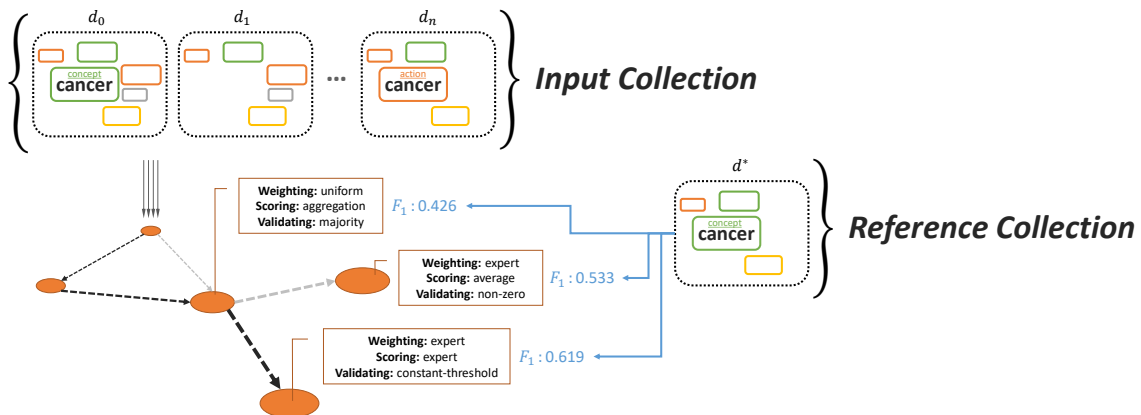 d₀
d₁
dₙ
concept
cancer
...
action
cancer
Input Collection
d*
concept
cancer
Reference Collection
Weighting: uniform
Scoring: aggregation
Validating: majority
F₁ : 0.426
Weighting: expert
Scoring: average
Validating: non-zero
F₁ : 0.533
Weighting: expert
Scoring: expert
Validating: constant-threshold
F₁ : 0.619